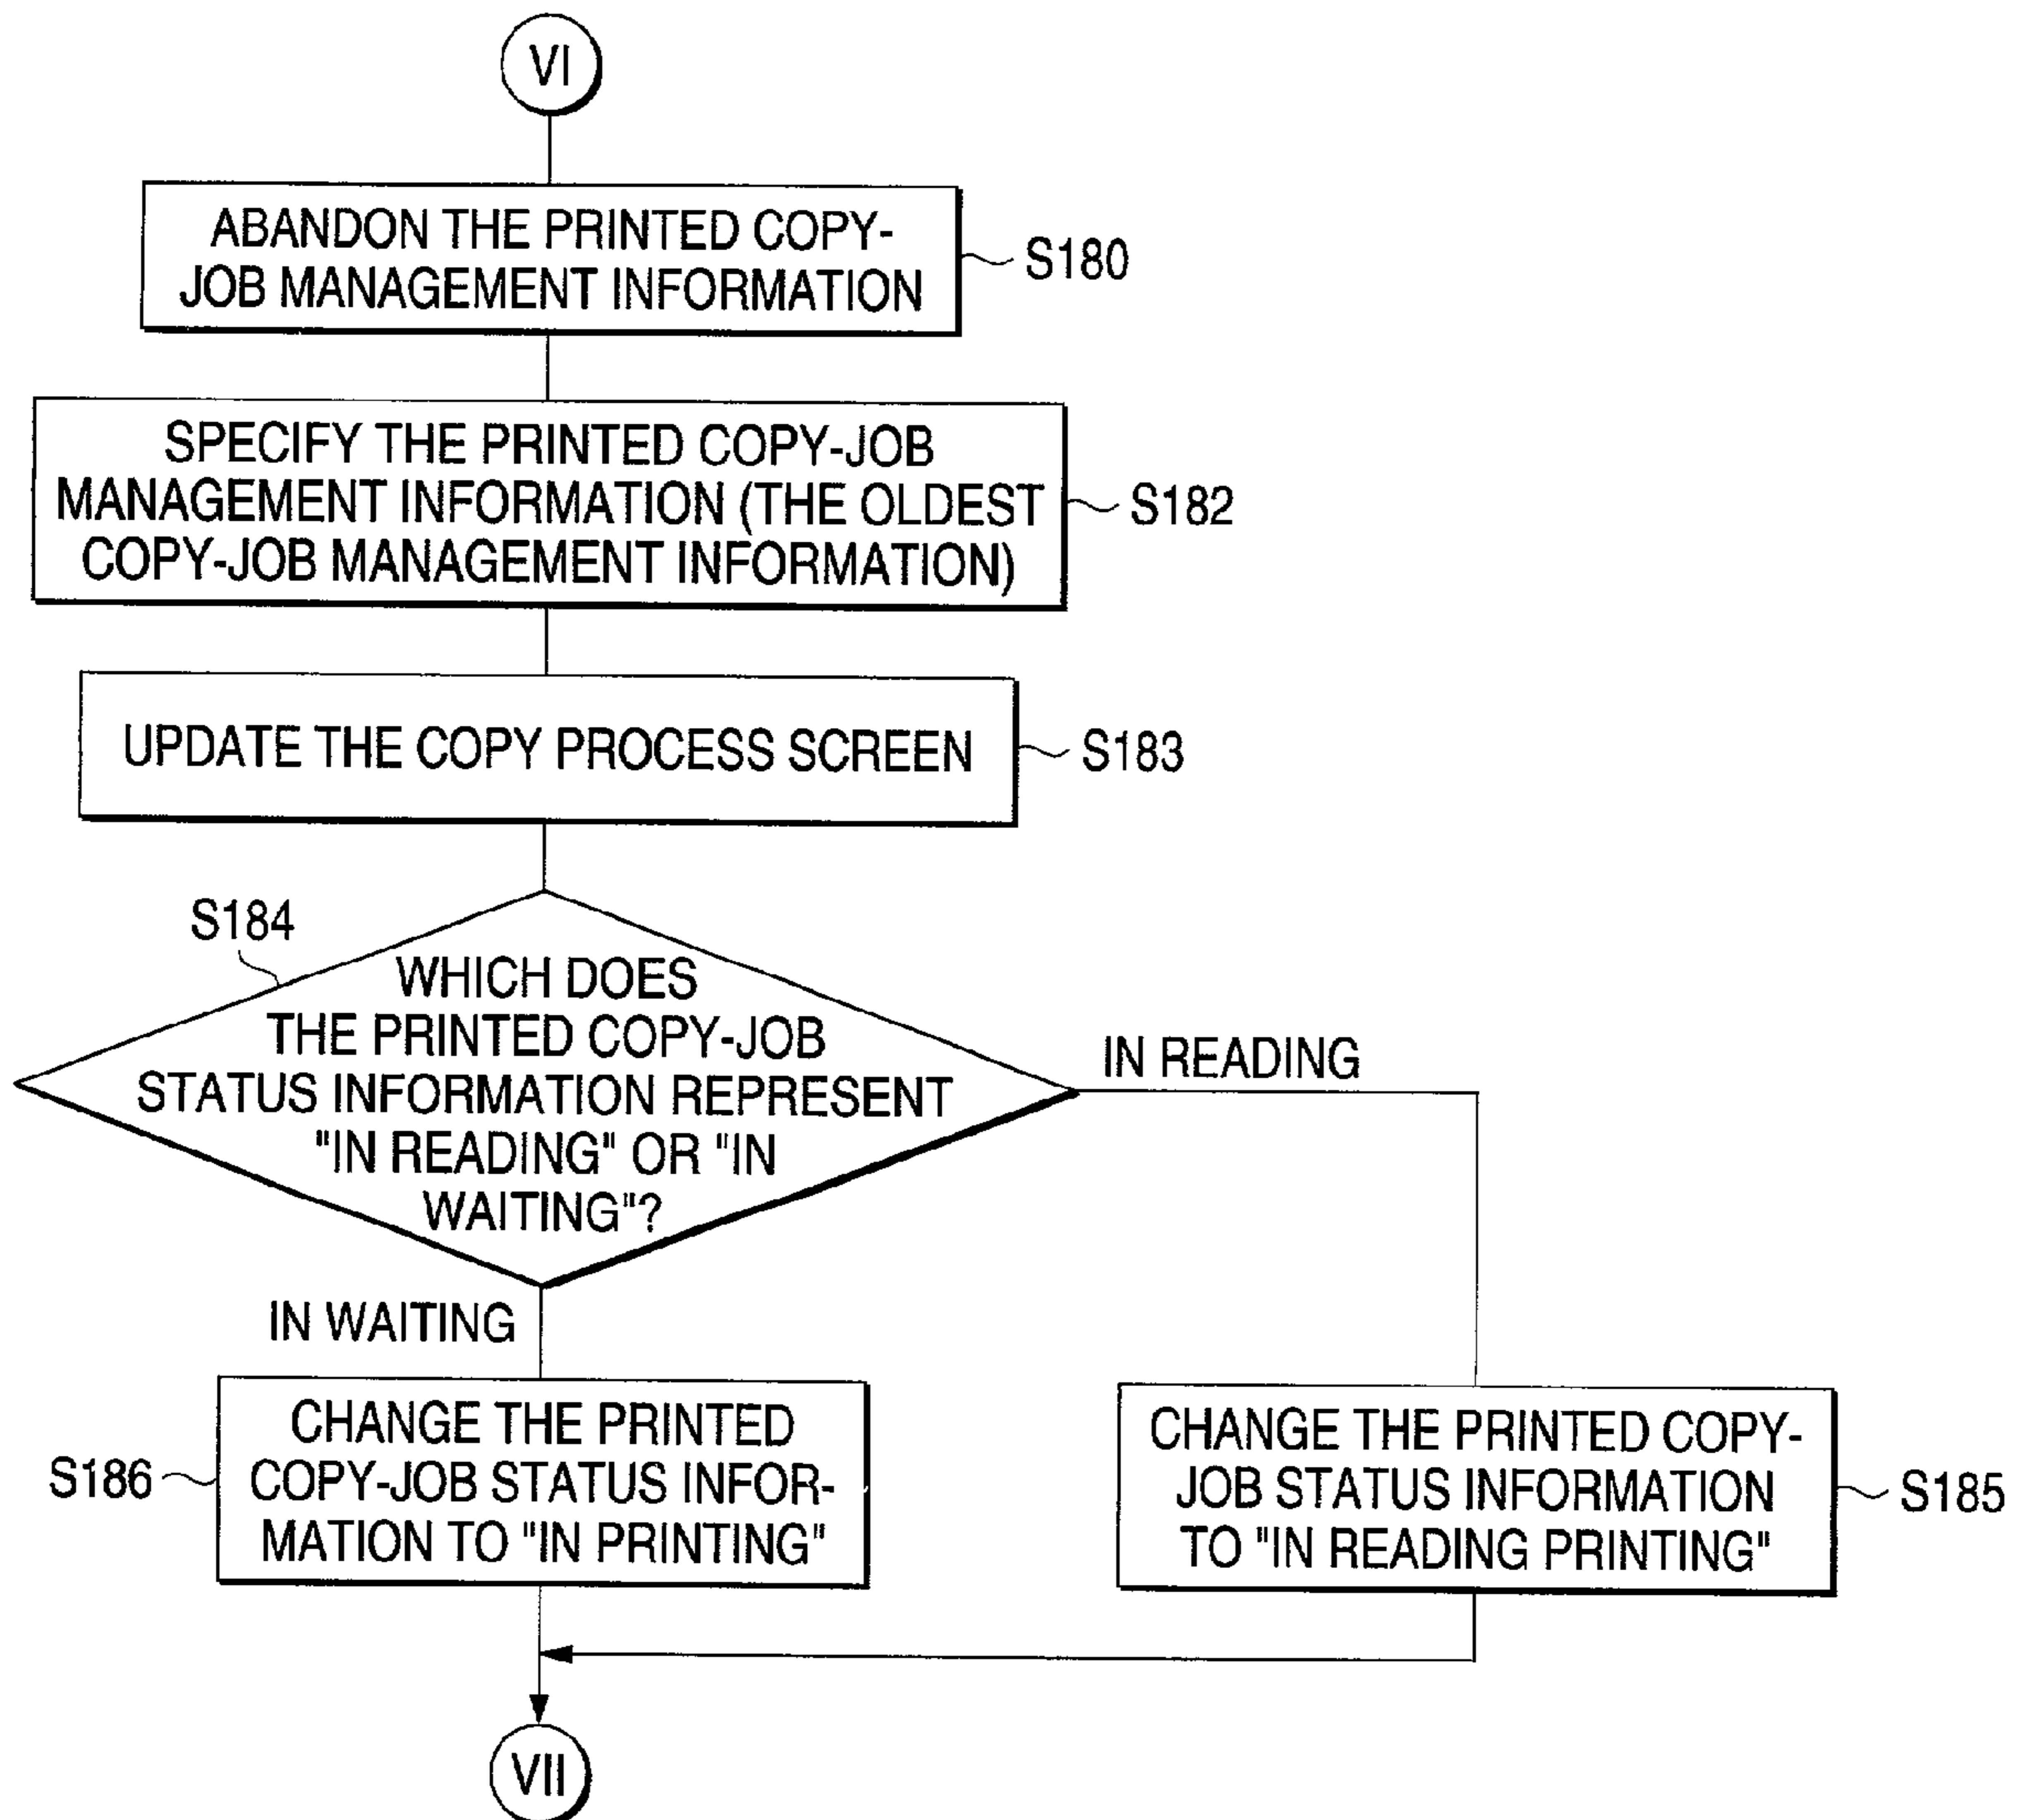 VI
ABANDON THE PRINTED COPY-
JOB MANAGEMENT INFORMATION
S180
SPECIFY THE PRINTED COPY-JOB
MANAGEMENT INFORMATION (THE OLDEST
COPY-JOB MANAGEMENT INFORMATION)
S182
UPDATE THE COPY PROCESS SCREEN
S183
S184
WHICH DOES
THE PRINTED COPY-JOB
STATUS INFORMATION REPRESENT
"IN READING" OR "IN
WAITING"?
IN READING
IN WAITING
CHANGE THE PRINTED
COPY-JOB STATUS INFOR-
MATION TO "IN PRINTING"
S186
CHANGE THE PRINTED COPY-
JOB STATUS INFORMATION
TO "IN READING PRINTING"
S185
VII